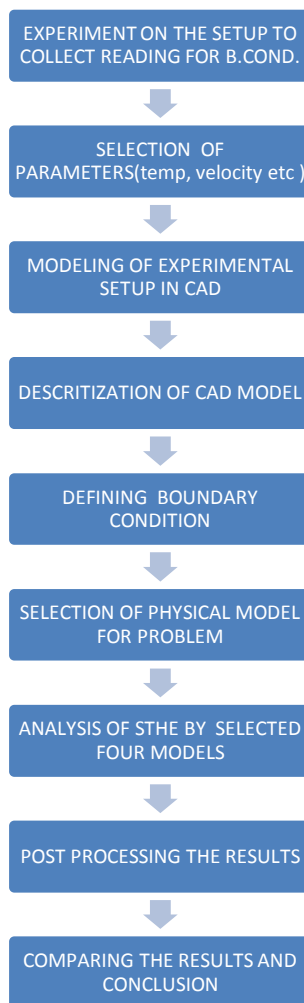 EXPERIMENT ON THE SETUP TO
COLLECT READING FOR B.COND.
SELECTION OF
PARAMETERS(temp, velocity etc )
MODELING OF EXPERIMENTAL
SETUP IN CAD
DESCRITIZATION OF CAD MODEL
DEFINING BOUNDARY
CONDITION
SELECTION OF PHYSICAL MODEL
FOR PROBLEM
ANALYSIS OF STHE BY SELECTED
FOUR MODELS
POST PROCESSING THE RESULTS
COMPARING THE RESULTS AND
CONCLUSION